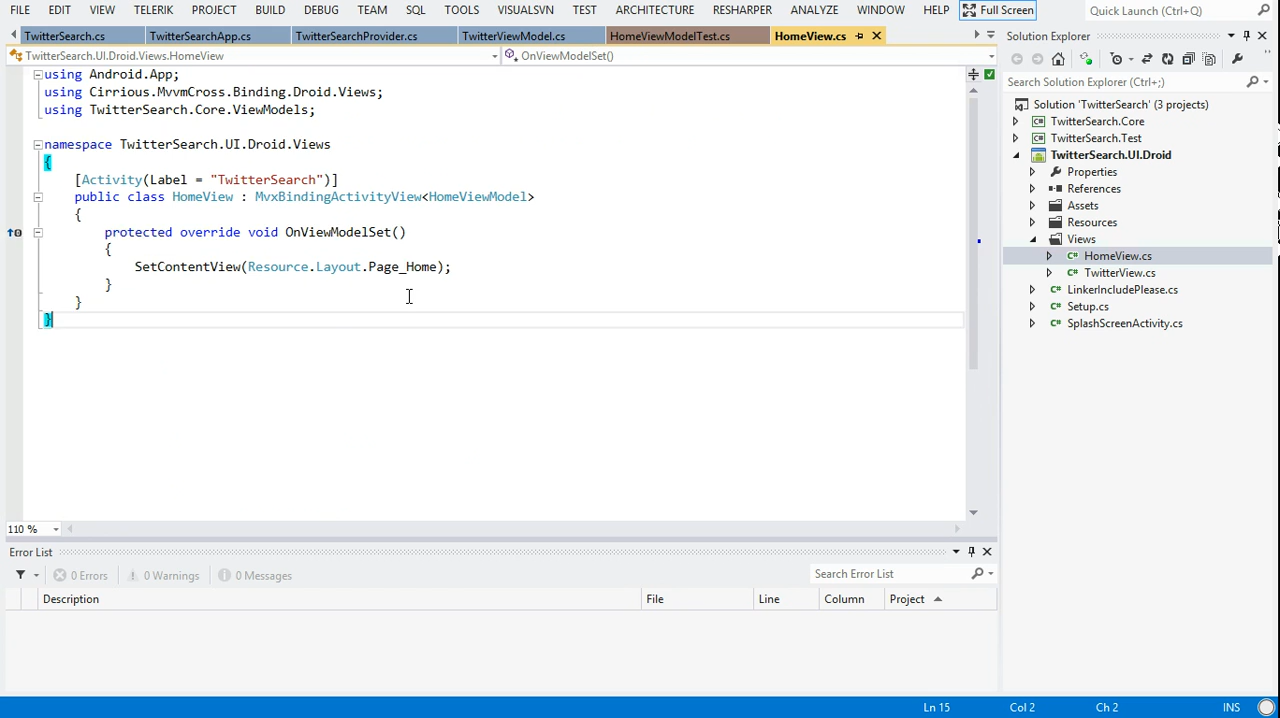 FILE EDIT VIEW TELERIK PROJECT BUILD DEBUG TEAM SQL TOOLS VISUALSVN TEST ARCHITECTURE RESHARPER ANALYZE WINDOW HELP Full Screen Quick Launch (Ctrl+Q)
TwitterSearch.cs TwitterSearchApp.cs TwitterSearchProvider.cs TwitterViewModel.cs HomeViewModelTest.cs HomeView.cs
TwitterSearch.UI.Droid.Views.HomeView OnViewModelSet()
using Android.App;
using Cirrious.MvvmCross.Binding.Droid.Views;
using TwitterSearch.Core.ViewModels;
namespace TwitterSearch.UI.Droid.Views
{
[Activity(Label = "TwitterSearch")]
public class HomeView : MvxBindingActivityView<HomeViewModel>
{
protected override void OnViewModelSet()
{
SetContentView(Resource.Layout.Page_Home);
}
}
}
110 %
Solution Explorer
Search Solution Explorer (Ctrl+;)
Solution 'TwitterSearch' (3 projects)
TwitterSearch.Core
TwitterSearch.Test
TwitterSearch.UI.Droid
Properties
References
Assets
Resources
Views
HomeView.cs
TwitterView.cs
LinkerIncludePlease.cs
Setup.cs
SplashScreenActivity.cs
Error List
0 Errors 0 Warnings 0 Messages Search Error List
Description File Line Column Project
Ln 15 Col 2 Ch 2 INS